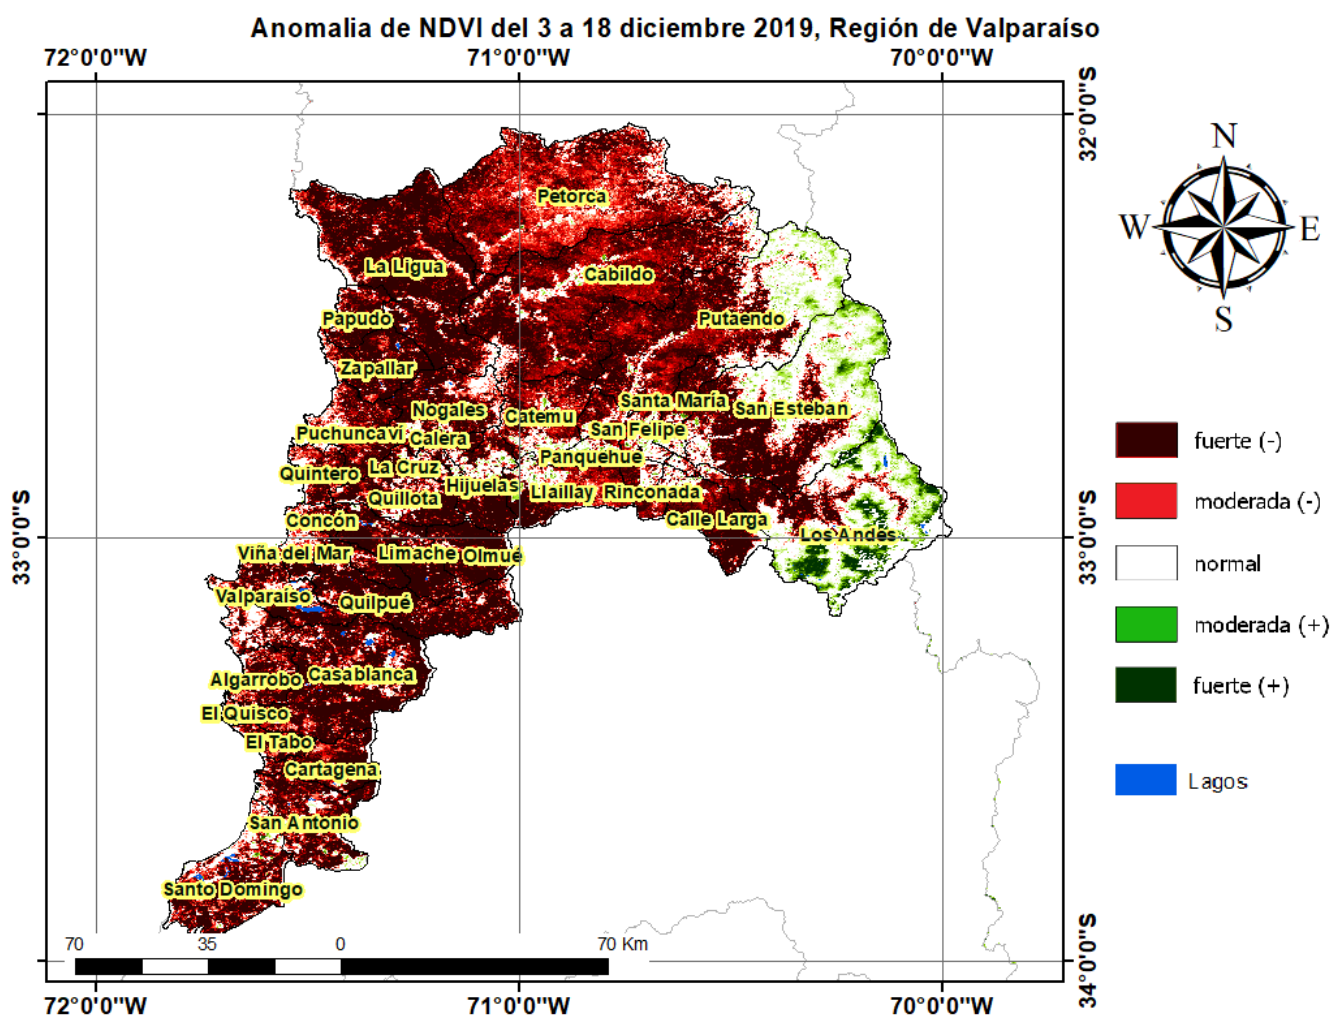 Anomalia de NDVI del 3 a 18 diciembre 2019, Región de Valparaíso
72°0'0"W 71°0'0"W 70°0'0"W
32°0'0"S
N
W E
S
Petorca
La Ligua
Cabildo
Papudo
Putaendo
Zapallar
Nogales
Catemu
Santa María
San Esteban
Puchuncaví
Calera
San Felipe
Quintero
La Cruz
Panquehue
Quillota
Hijuelas
Llaillay
Rinconada
Concón
Calle Larga
Los Andes
Viña del Mar
Limache
Olmué
Valparaíso
Quilpué
Algarrobo
Casablanca
El Quisco
El Tabo
Cartagena
San Antonio
Santo Domingo
33°0'0"S
33°0'0"S
fuerte (-)
moderada (-)
normal
moderada (+)
fuerte (+)
Lagos
70 35 0 70 Km
34°0'0"S
72°0'0"W 71°0'0"W 70°0'0"W